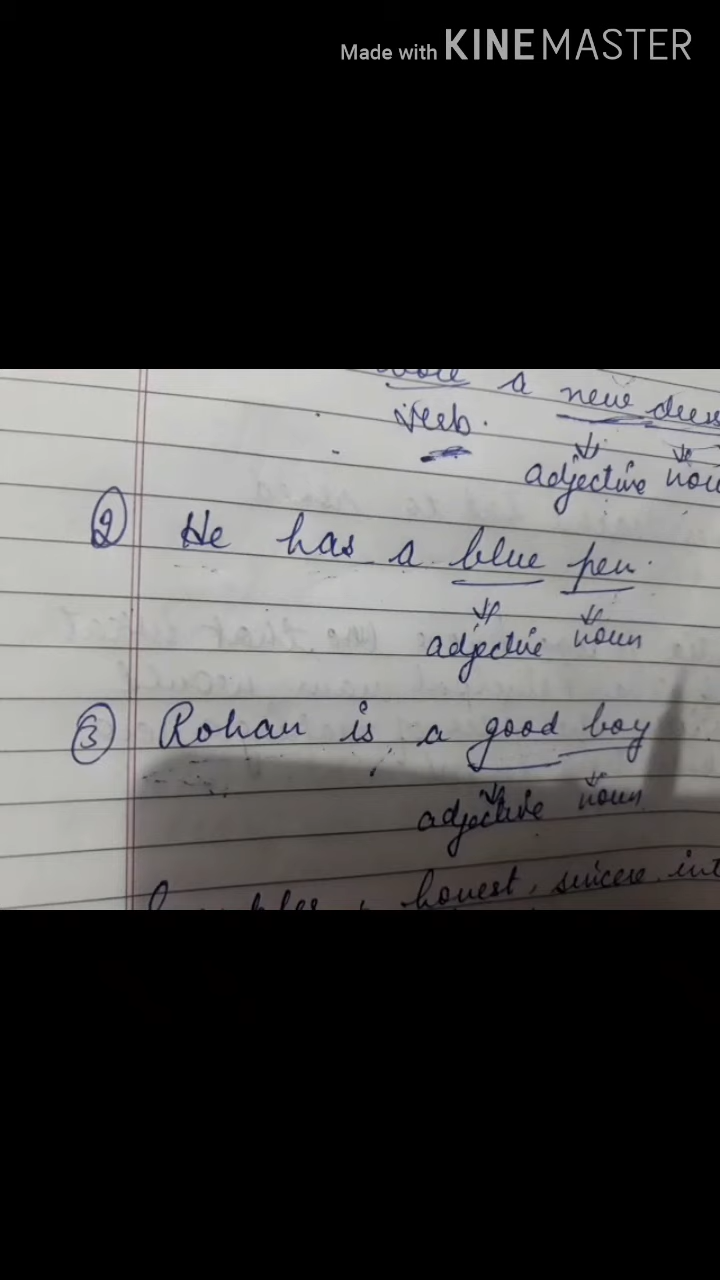 Made with KINEMASTER
wore a new dress
verb.
adjective noun
② He has a blue pen.
adjective noun
③ Rohan is a good boy
adjective noun
honest, sincere